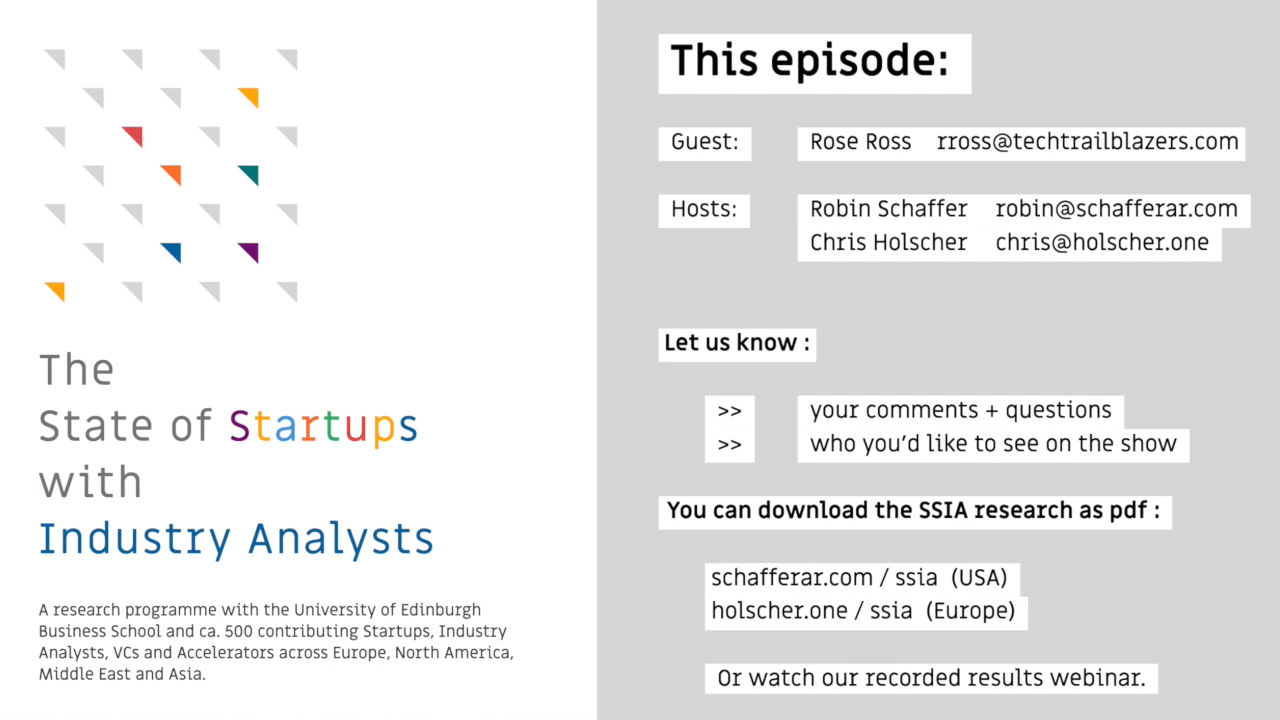 The
State of Startups
with
Industry Analysts
A research programme with the University of Edinburgh
Business School and ca. 500 contributing Startups, Industry
Analysts, VCs and Accelerators across Europe, North America,
Middle East and Asia.
This episode:
Guest: Rose Ross rross@techtrailblazers.com
Hosts: Robin Schaffer robin@schafferar.com
Chris Holscher chris@holscher.one
Let us know :
>> your comments + questions
>> who you’d like to see on the show
You can download the SSIA research as pdf :
schafferar.com / ssia (USA)
holscher.one / ssia (Europe)
Or watch our recorded results webinar.